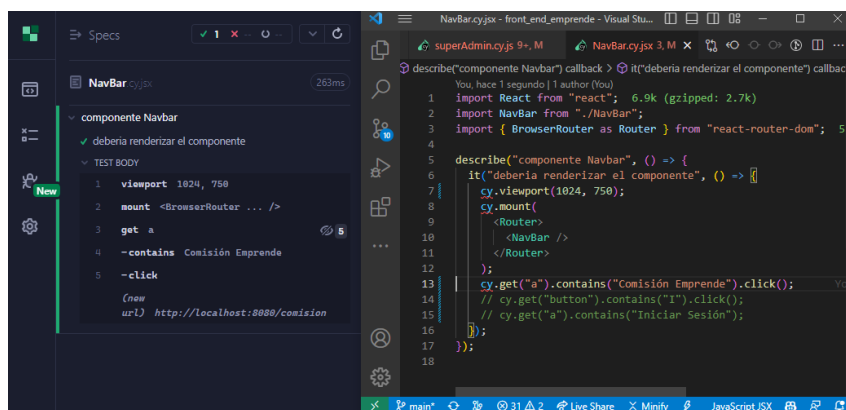 Specs
1
--
--
NavBar.cy.jsx
263ms
componente Navbar
deberia renderizar el componente
TEST BODY
1 viewport 1024, 750
2 mount <BrowserRouter ... />
3 get a 5
4 -contains Comisión Emprende
5 -click
(new
url) http://localhost:8080/comision
New
NavBar.cy.jsx - front_end_emprende - Visual Stu...
superAdmin.cy.js 9+, M
NavBar.cy.jsx 3, M
describe("componente Navbar") callback > it("deberia renderizar el componente") callbac
You, hace 1 segundo | 1 author (You)
1 import React from "react"; 6.9k (gzipped: 2.7k)
2 import NavBar from "./NavBar";
3 import { BrowserRouter as Router } from "react-router-dom"; 5
4
5 describe("componente Navbar", () => {
6 it("deberia renderizar el componente", () => {
7 cy.viewport(1024, 750);
8 cy.mount(
9 <Router>
10 <NavBar />
11 </Router>
12 );
13 cy.get("a").contains("Comisión Emprende").click(); Yo
14 // cy.get("button").contains("I").click();
15 // cy.get("a").contains("Iniciar Sesión");
16 });
17 });
18
10
main* 31 2 Live Share Minify JavaScript JSX